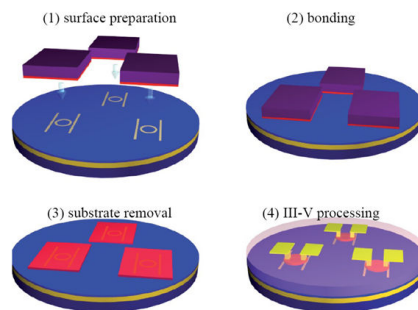 (1) surface preparation
(2) bonding
(3) substrate removal
(4) III-V processing